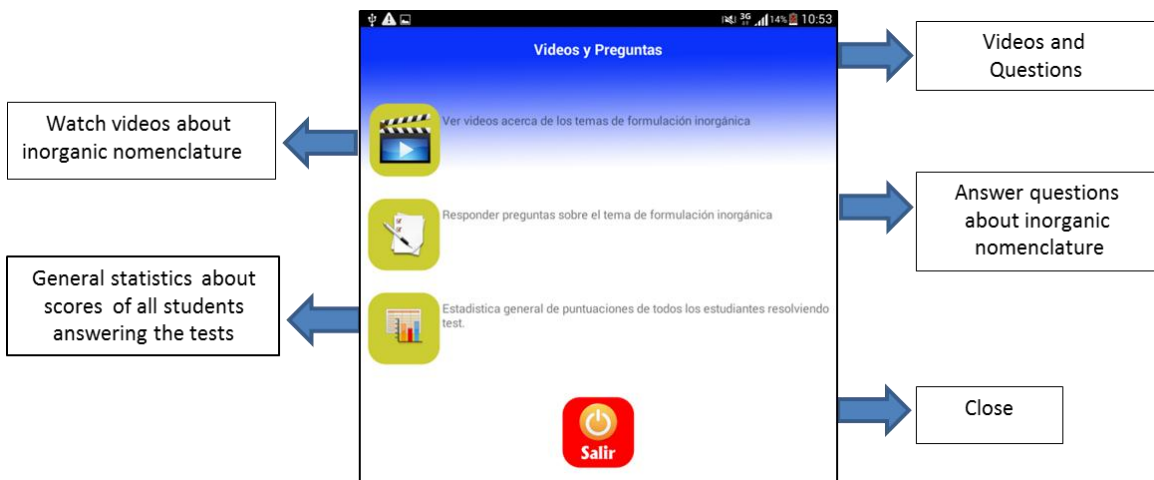 3G 14% 10:53
Videos y Preguntas
Videos and
Questions
Watch videos about
inorganic nomenclature
Ver videos acerca de los temas de formulación inorgánica
Responder preguntas sobre el tema de formulación inorgánica
Answer questions
about inorganic
nomenclature
General statistics about
scores of all students
answering the tests
Estadistica general de puntuaciones de todos los estudiantes resolviendo
test.
Salir
Close